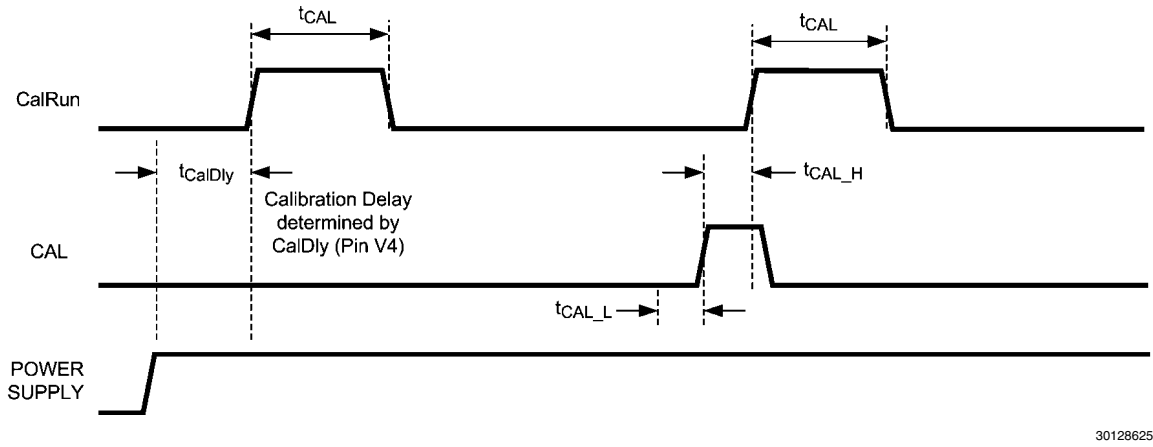 tCAL
tCAL
CalRun
tCalDly
tCAL_H
Calibration Delay
determined by
CalDly (Pin V4)
CAL
tCAL_L
POWER
SUPPLY
30128625